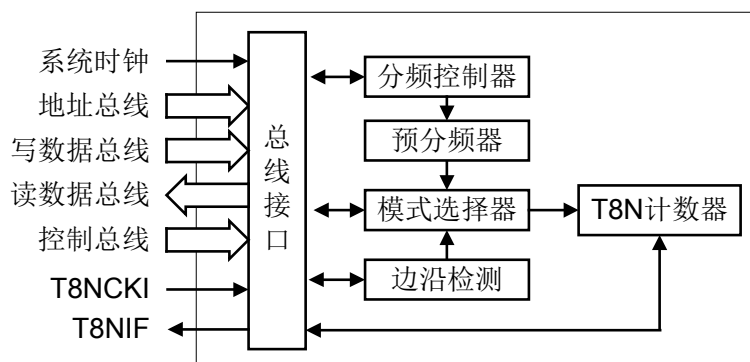 系统时钟
地址总线
写数据总线
读数据总线
控制总线
T8NCKI
T8NIF
总线接口
分频控制器
预分频器
模式选择器
边沿检测
T8N计数器